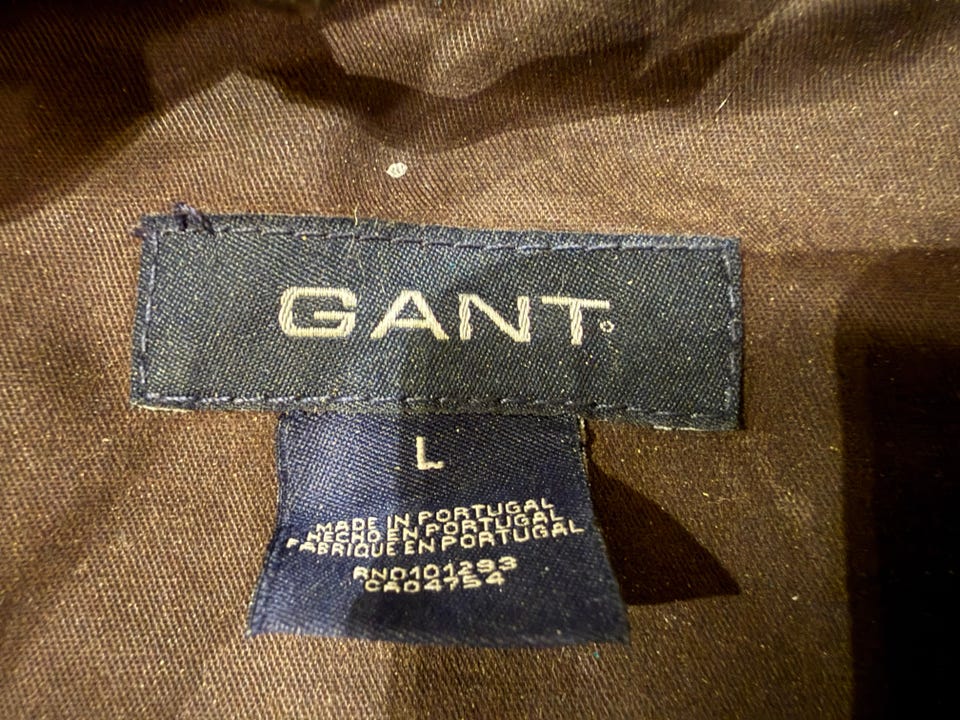 GANT
L
MADE IN PORTUGAL
HECHO EN PORTUGAL
FABRIQUE EN PORTUGAL
RN0101293
CA04754